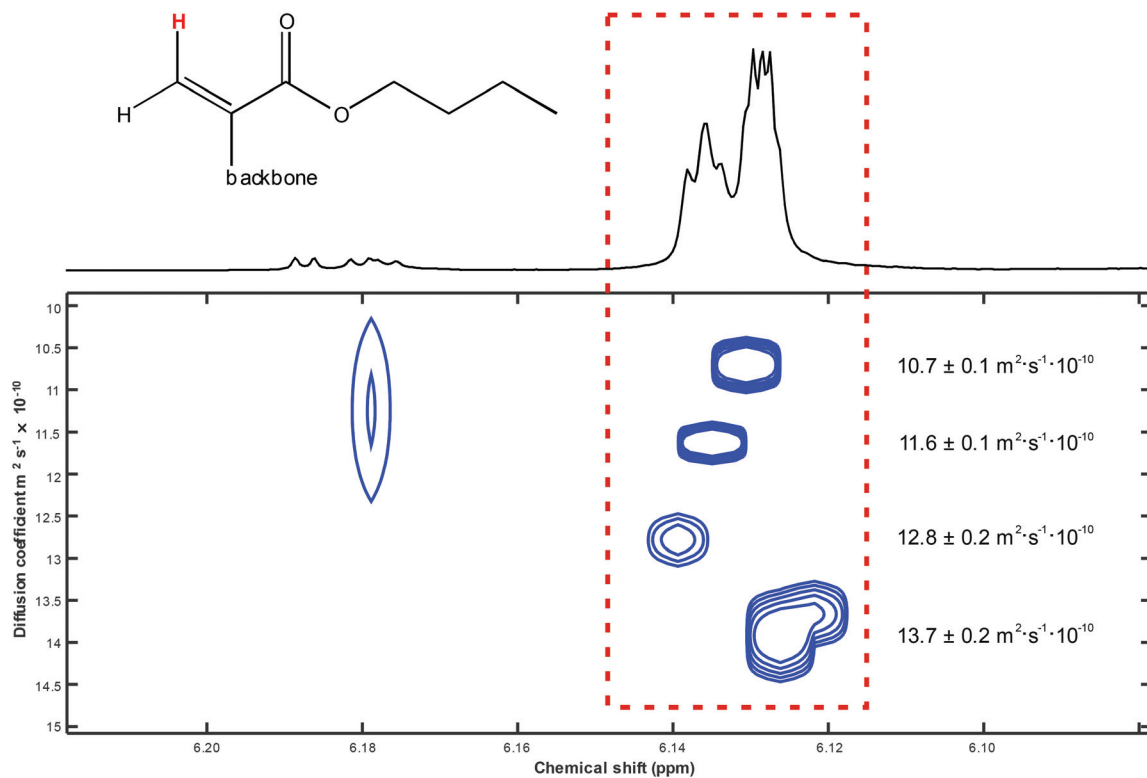 H
O
H
O
backbone
10
10.5
11
11.5
12
12.5
13
13.5
14
14.5
15
Diffusion coefficient m² s⁻¹ × 10⁻¹⁰
10.7 ± 0.1 m²·s⁻¹·10⁻¹⁰
11.6 ± 0.1 m²·s⁻¹·10⁻¹⁰
12.8 ± 0.2 m²·s⁻¹·10⁻¹⁰
13.7 ± 0.2 m²·s⁻¹·10⁻¹⁰
6.20 6.18 6.16 6.14 6.12 6.10
Chemical shift (ppm)